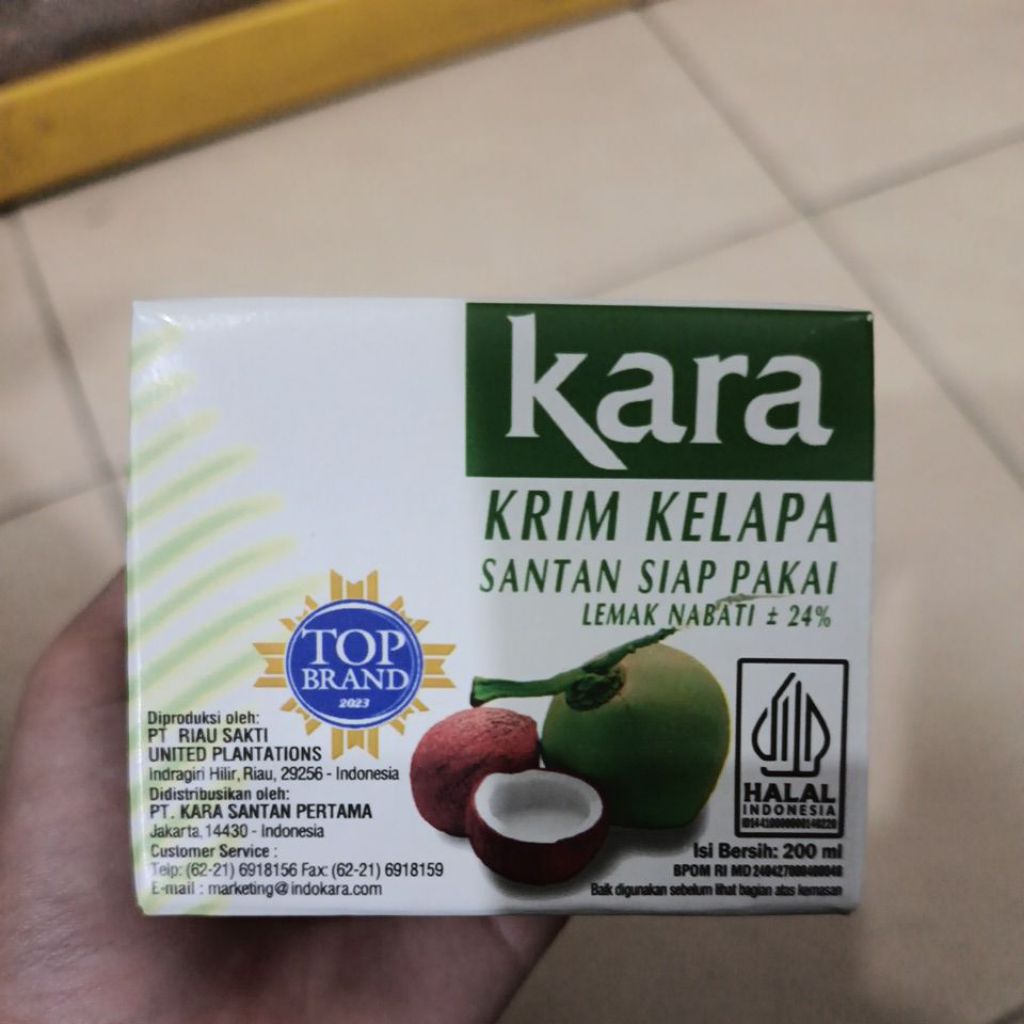 kara
KRIM KELAPA
SANTAN SIAP PAKAI
LEMAK NABATI ± 24%
TOP
BRAND
2023
Diproduksi oleh:
PT RIAU SAKTI
UNITED PLANTATIONS
Indragiri Hilir, Riau, 29256 - Indonesia
Didistribusikan oleh:
PT. KARA SANTAN PERTAMA
Jakarta, 14430 - Indonesia
Customer Service :
Telp: (62-21) 6918156 Fax: (62-21) 6918159
E-mail : marketing@indokara.com
HALAL
INDONESIA
Isi Bersih: 200 ml
BPOM RI MD
Baik digunakan sebelum lihat bagian atas kemasan